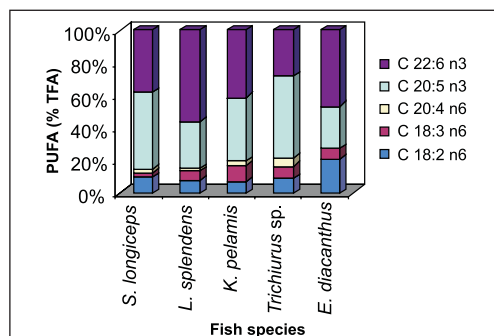 100%
80%
60%
40%
20%
0%
PUFA (% TFA)
C 22:6 n3
C 20:5 n3
C 20:4 n6
C 18:3 n6
C 18:2 n6
S. longiceps
L. splendens
K. pelamis
Trichiurus sp.
E. diacanthus
Fish species